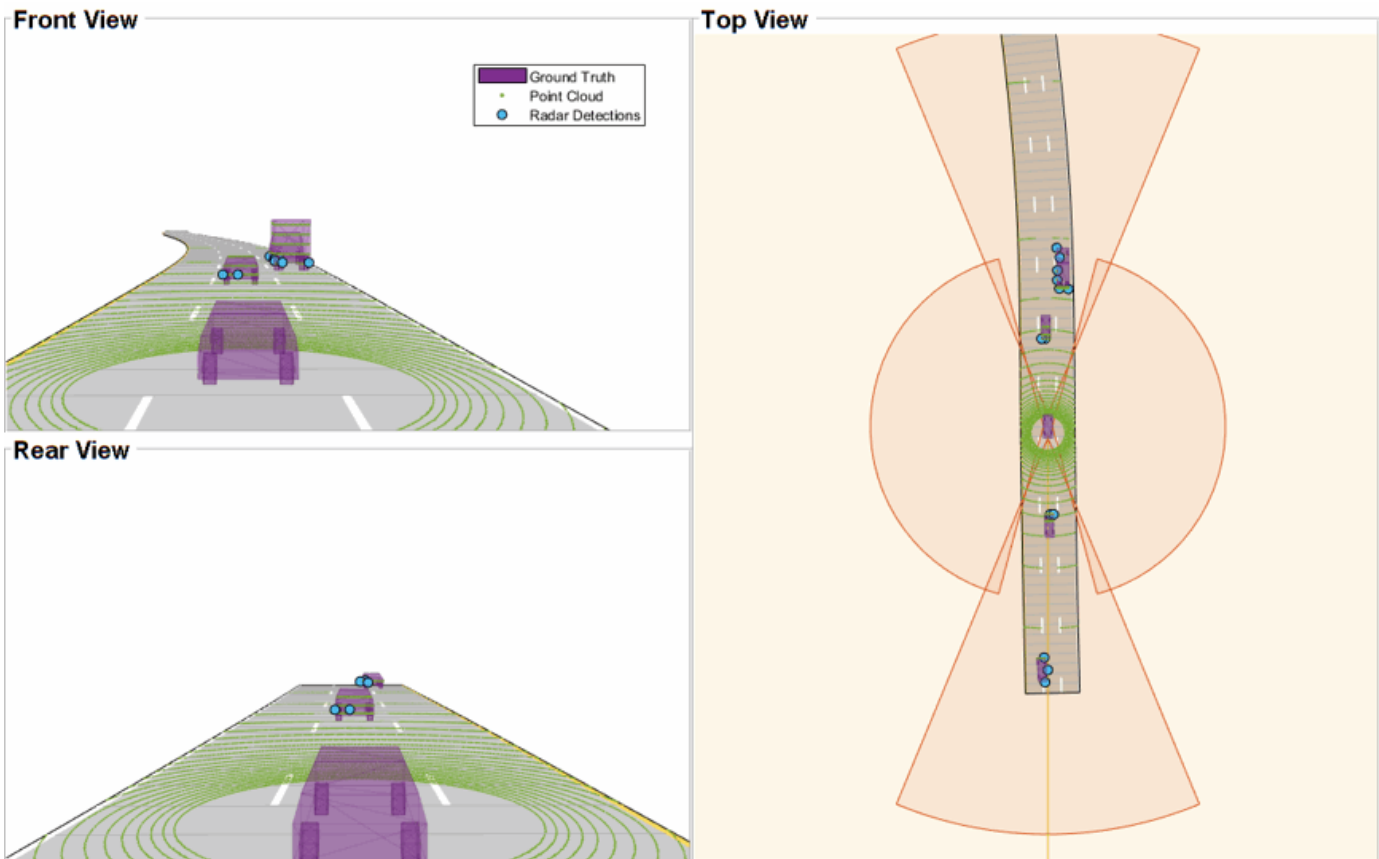 Front View
Ground Truth
Point Cloud
Radar Detections
Top View
Rear View